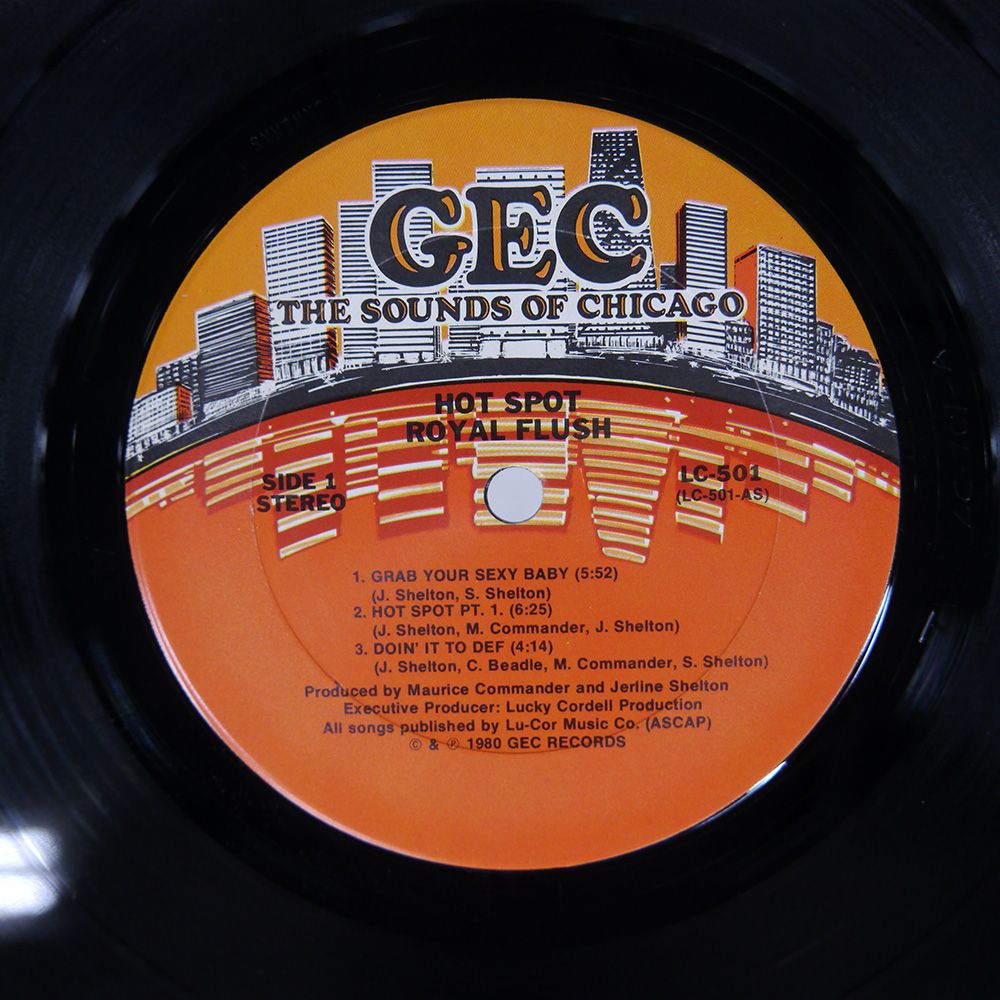 GEC
THE SOUNDS OF CHICAGO
HOT SPOT
ROYAL FLUSH
SIDE 1
STEREO
LC-501
(LC-501-AS)
1. GRAB YOUR SEXY BABY (5:52)
(J. Shelton, S. Shelton)
2. HOT SPOT PT. 1. (6:25)
(J. Shelton, M. Commander, J. Shelton)
3. DOIN' IT TO DEF (4:14)
(J. Shelton, C. Beadle, M. Commander, S. Shelton)
Produced by Maurice Commander and Jerline Shelton
Executive Producer: Lucky Cordell Production
All songs published by Lu-Cor Music Co. (ASCAP)
© & ℗ 1980 GEC RECORDS